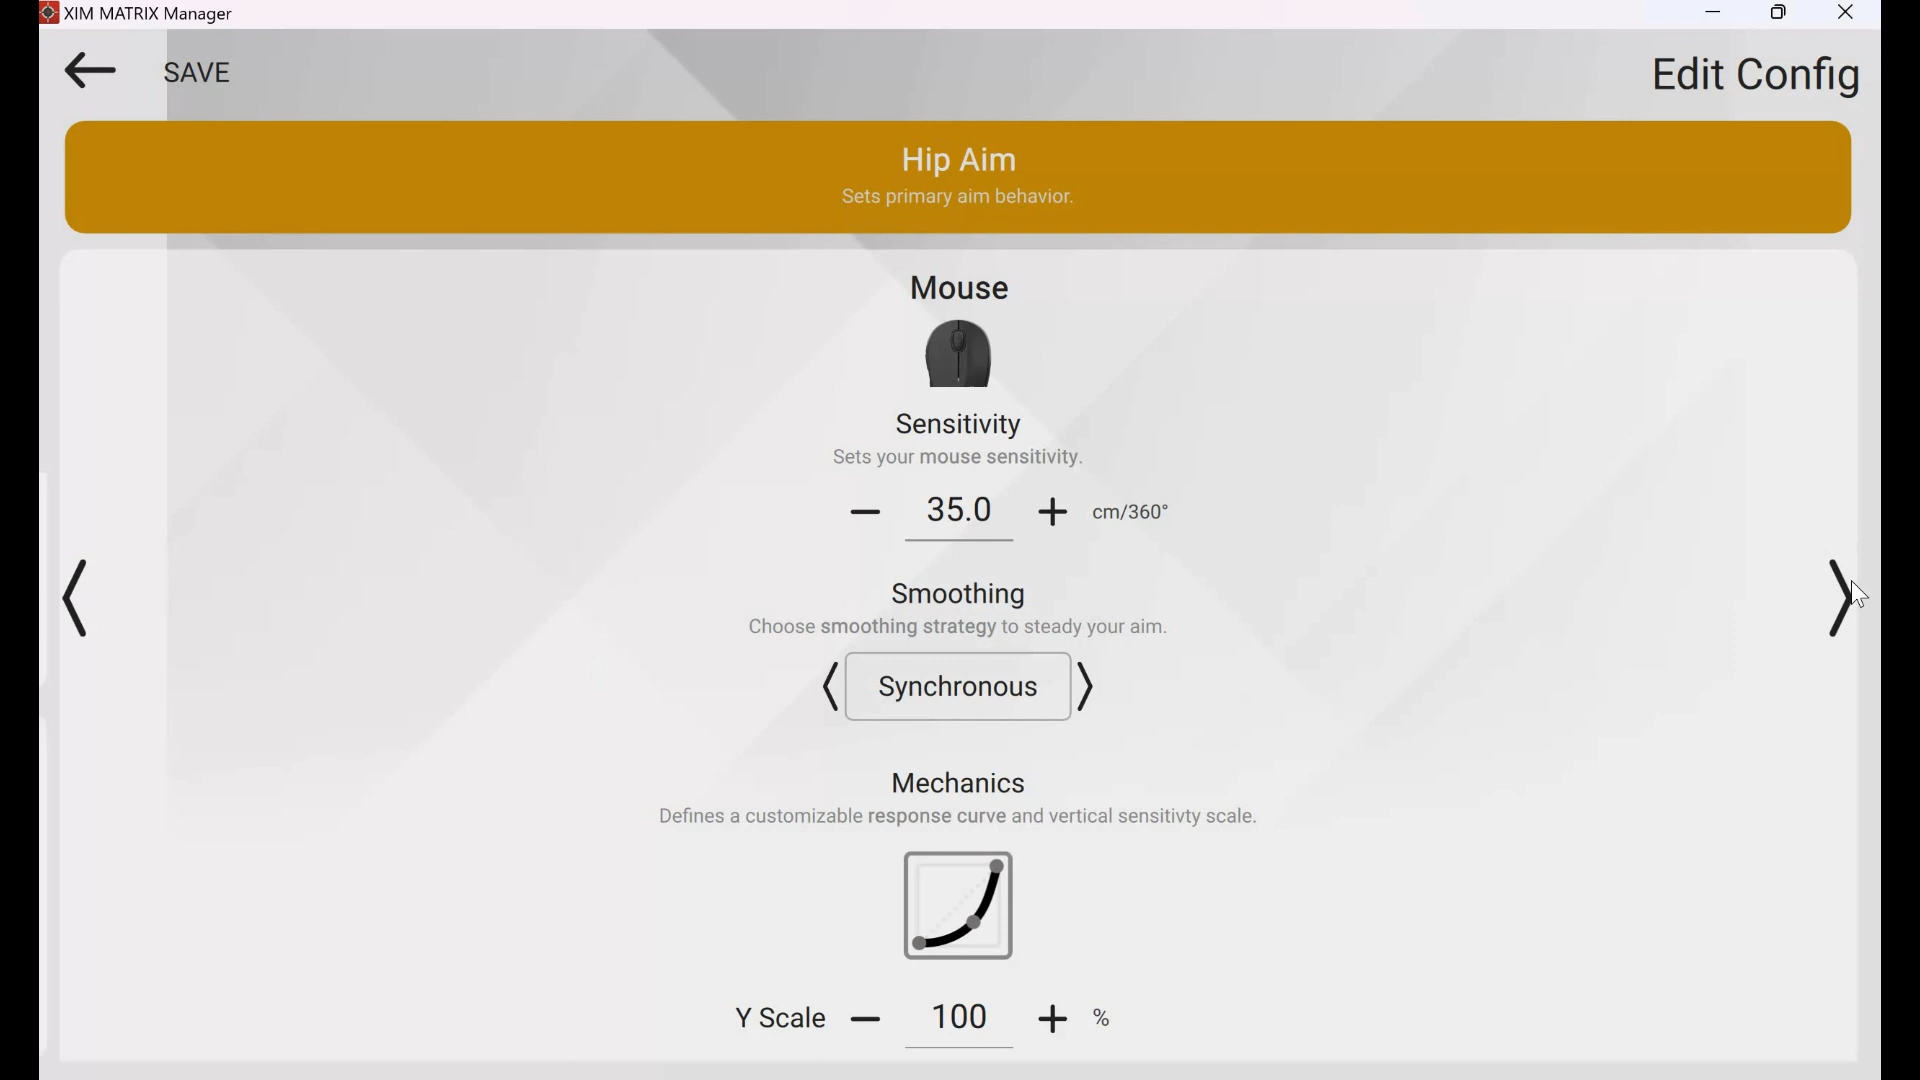 XIM MATRIX Manager
SAVE
Edit Config
Hip Aim
Sets primary aim behavior.
Mouse
Sensitivity
Sets your mouse sensitivity.
35.0 cm/360°
Smoothing
Choose smoothing strategy to steady your aim.
Synchronous
Mechanics
Defines a customizable response curve and vertical sensitivty scale.
Y Scale 100 %